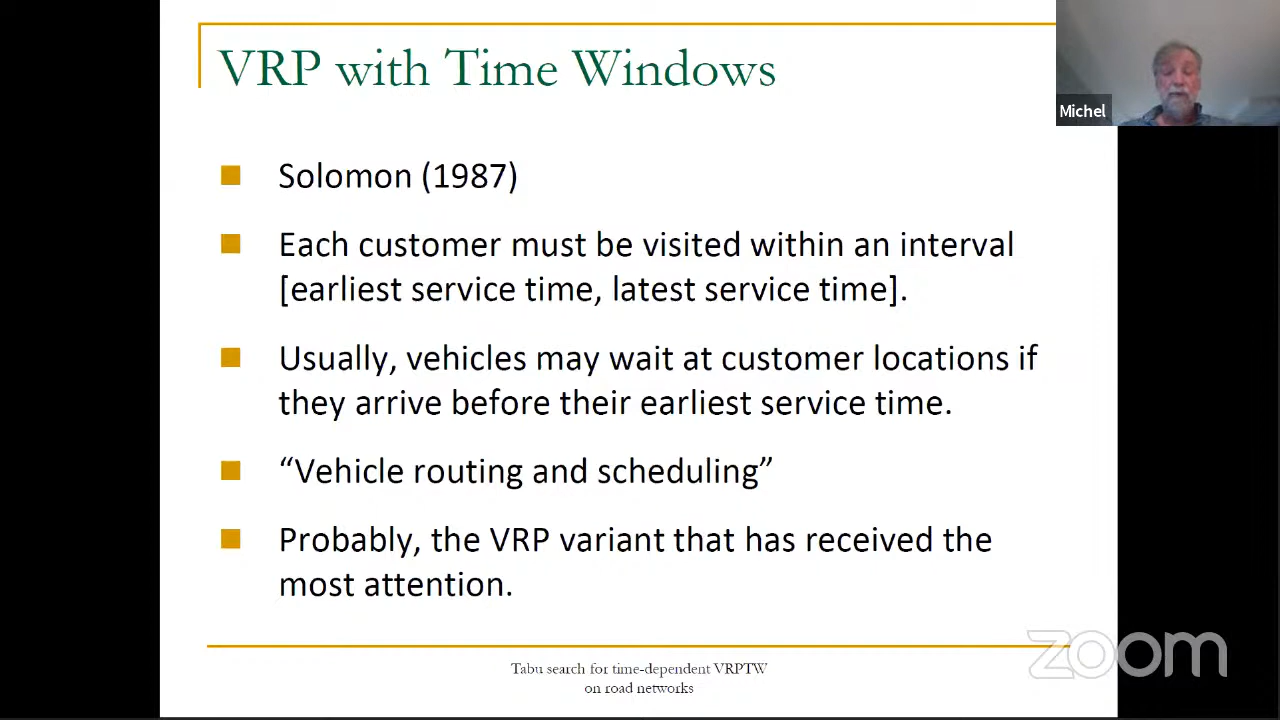 VRP with Time Windows
Michel
Solomon (1987)
Each customer must be visited within an interval
[earliest service time, latest service time].
Usually, vehicles may wait at customer locations if
they arrive before their earliest service time.
“Vehicle routing and scheduling”
Probably, the VRP variant that has received the
most attention.
Tabu search for time-dependent VRPTW
on road networks
zoom